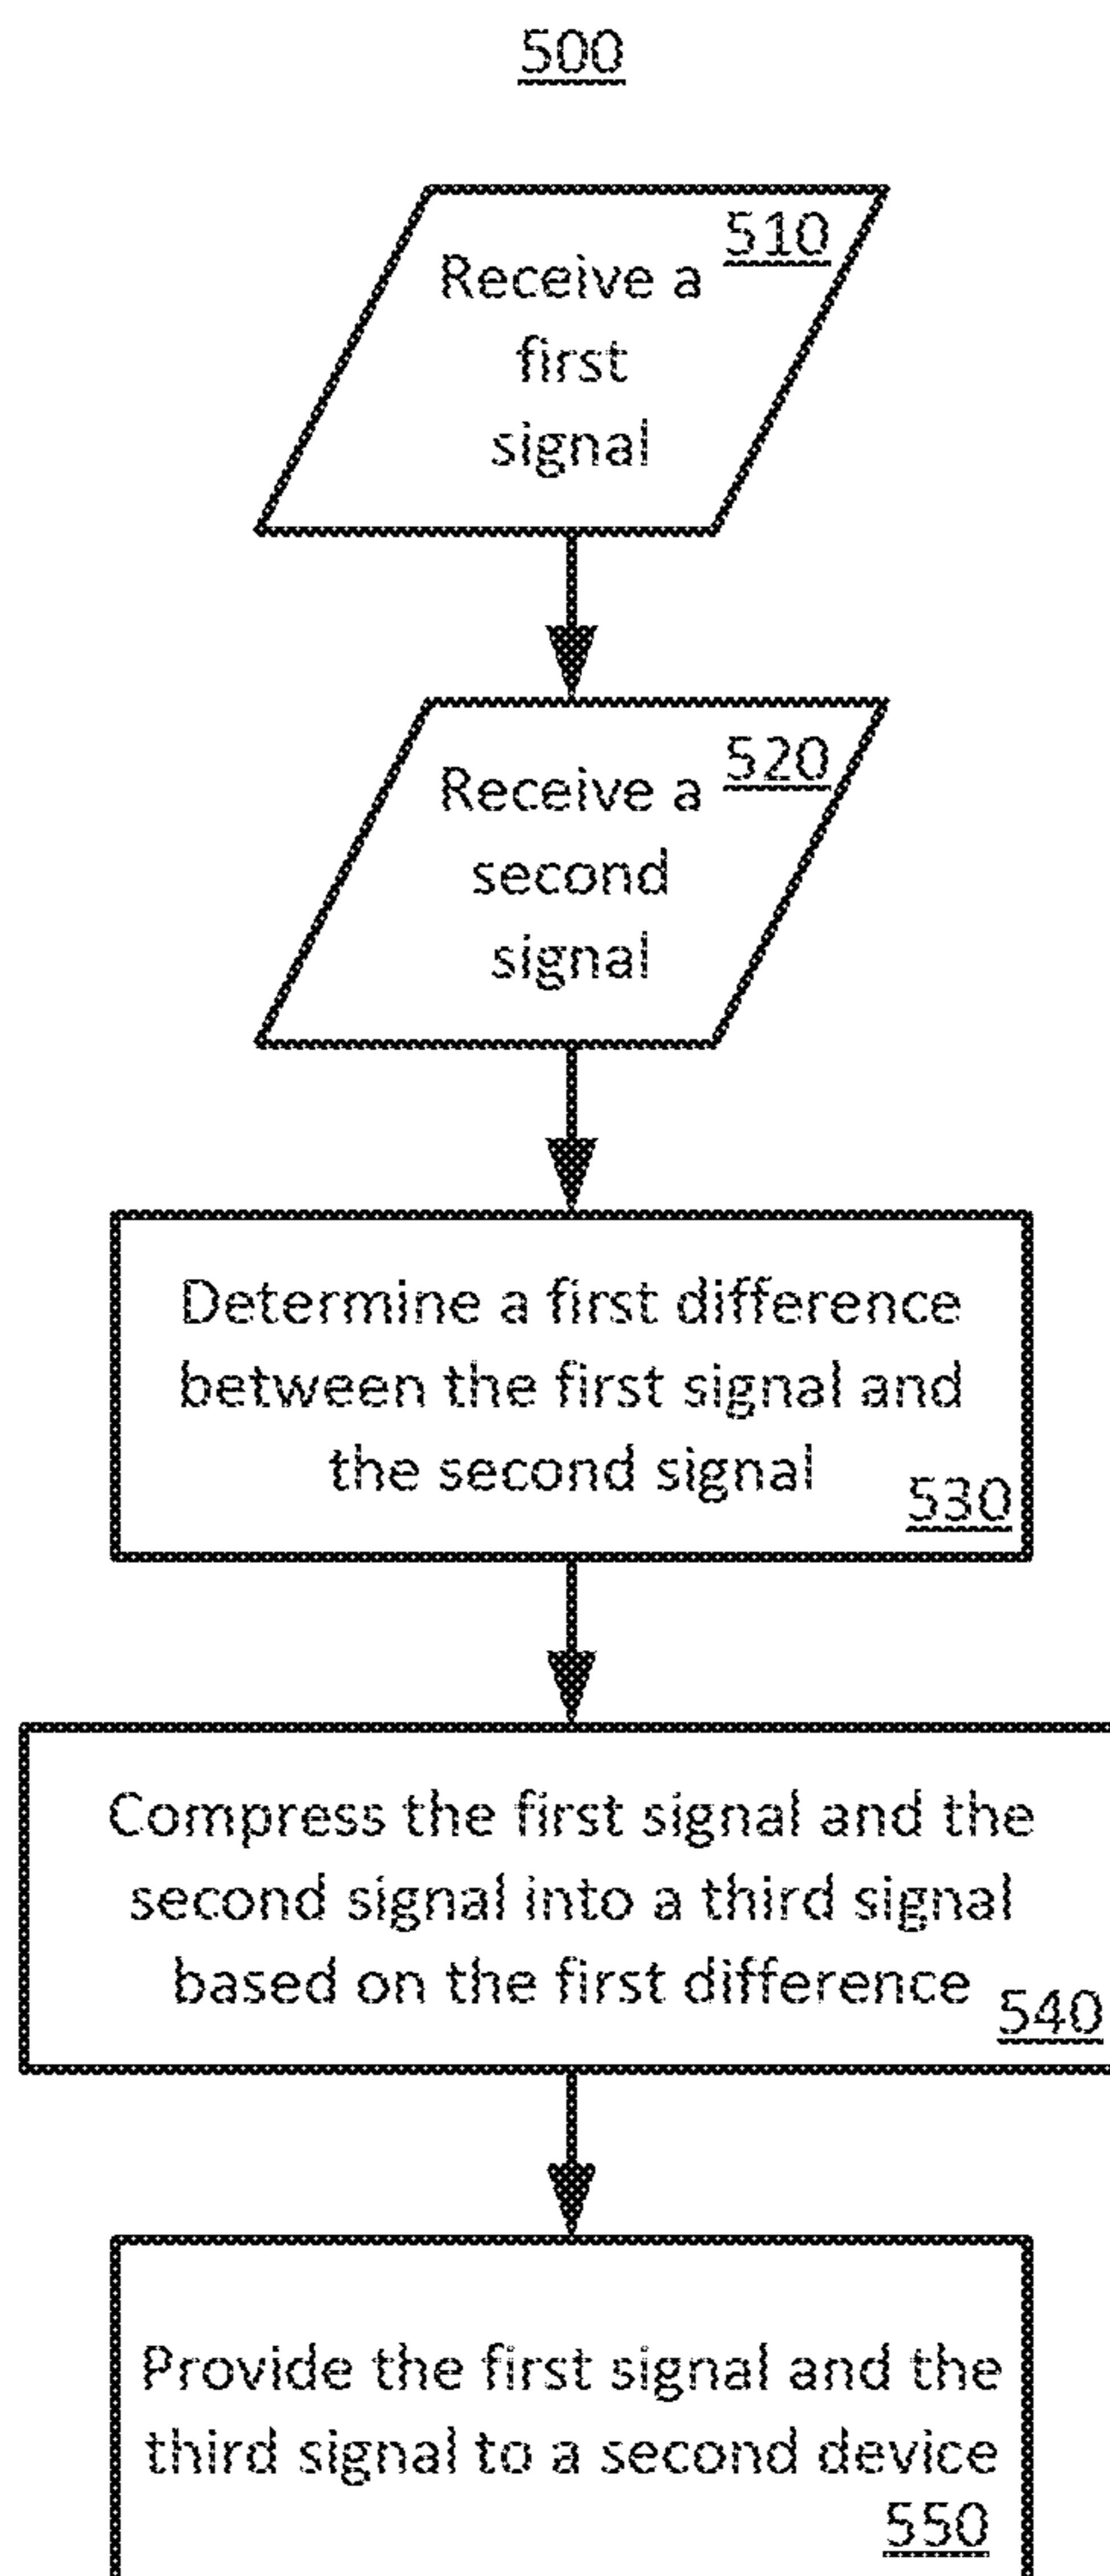 500
510
Receive a
first
signal
520
Receive a
second
signal
Determine a first difference
between the first signal and
the second signal
530
Compress the first signal and the
second signal into a third signal
based on the first difference
540
Provide the first signal and the
third signal to a second device
550